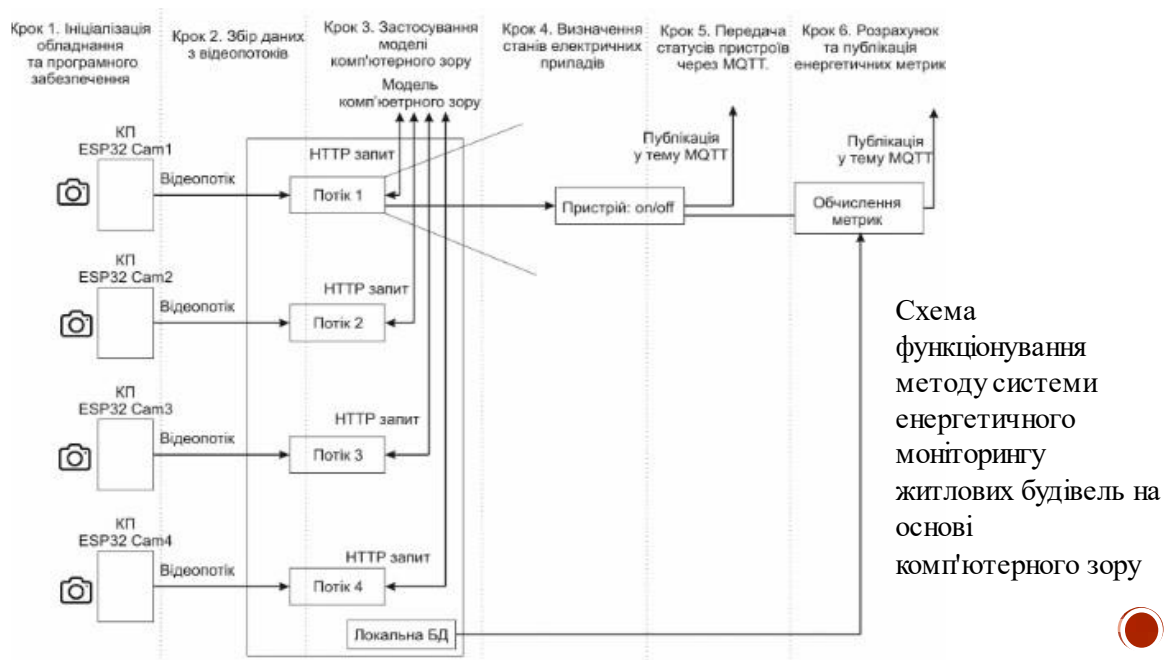 Крок 1. Ініціалізація
обладнання
та програмного
забезпечення
Крок 2. Збір даних
з відеопотоків
Крок 3. Застосування
моделі
комп'ютерного зору
Крок 4. Визначення
станів електричних
приладів
Крок 5. Передача
статусів пристроїв
через MQTT.
Крок 6. Розрахунок
та публікація
енергетичних метрик
Модель
комп'юетрного зору
КП
ESP32 Cam1
Відеопотік
HTTP запит
Потік 1
Пристрій: on/off
Публікація
у тему MQTT
Обчислення
метрик
Публікація
у тему MQTT
КП
ESP32 Cam2
Відеопотік
HTTP запит
Потік 2
КП
ESP32 Cam3
Відеопотік
HTTP запит
Потік 3
КП
ESP32 Cam4
Відеопотік
HTTP запит
Потік 4
Локальна БД
Схема
функціонування
методу системи
енергетичного
моніторингу
житлових будівель на
основі
комп'ютерного зору